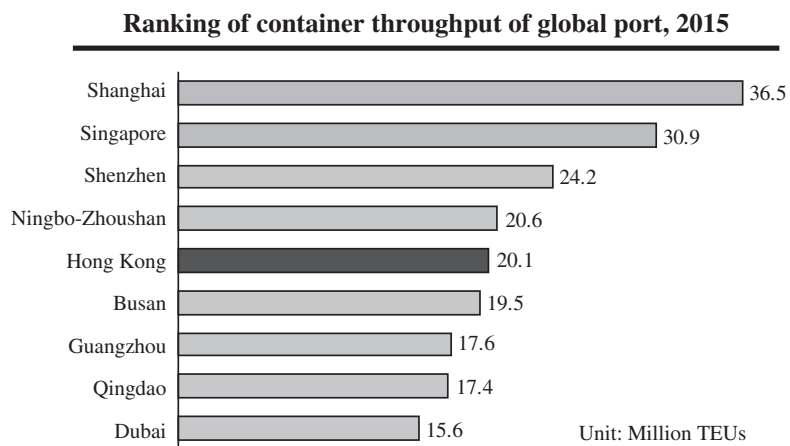 Ranking of container throughput of global port, 2015
Shanghai 36.5
Singapore 30.9
Shenzhen 24.2
Ningbo-Zhoushan 20.6
Hong Kong 20.1
Busan 19.5
Guangzhou 17.6
Qingdao 17.4
Dubai 15.6
Unit: Million TEUs